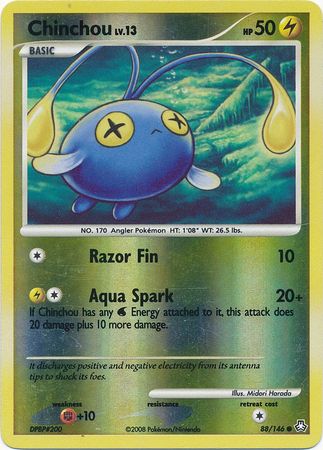 Chinchou LV.13 HP 50
BASIC
NO. 170 Angler Pokémon HT: 1'08" WT: 26.5 lbs.
Razor Fin 10
Aqua Spark 20+
If Chinchou has any Energy attached to it, this attack does
20 damage plus 10 more damage.
It discharges positive and negative electricity from its antenna
tips to shock its foes.
Illus. Midori Harada
weakness resistance retreat cost
+10
DPBP#200 ©2008 Pokémon/Nintendo 88/146